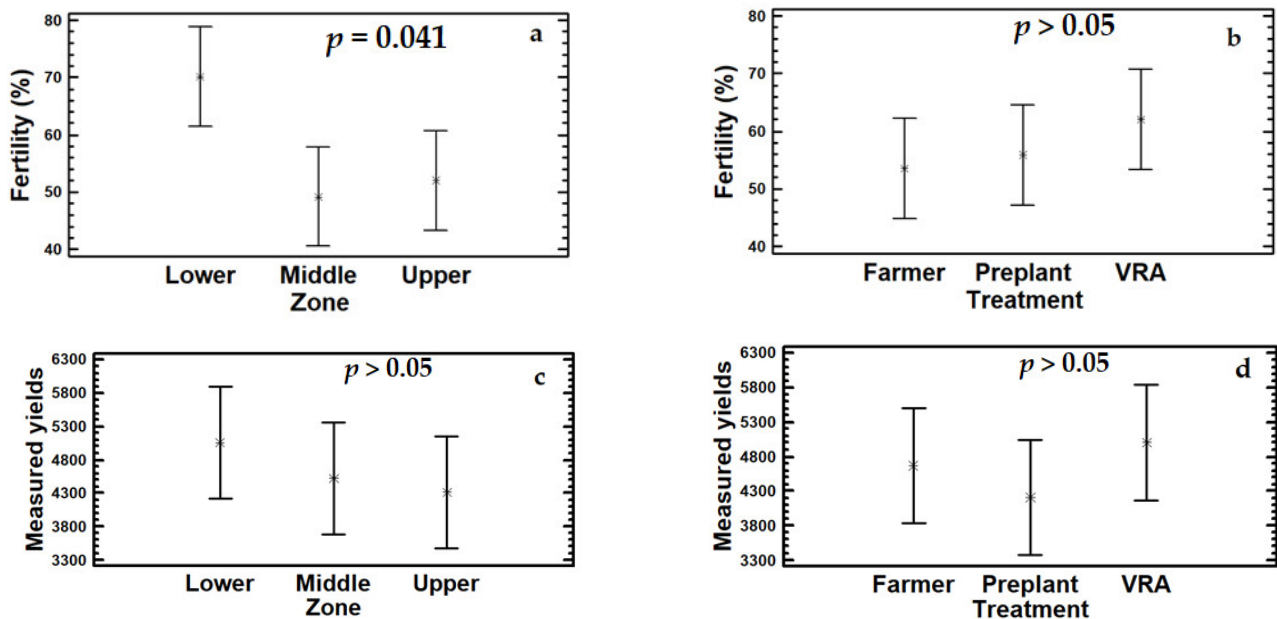 80
70
60
50
40
Fertility (%)
p = 0.041
a
Lower
Middle
Upper
Zone
80
70
60
50
40
Fertility (%)
p > 0.05
b
Farmer
Preplant
VRA
Treatment
6300
5800
5300
4800
4300
3800
3300
Measured yields
p > 0.05
c
Lower
Middle
Upper
Zone
6300
5800
5300
4800
4300
3800
3300
Measured yields
p > 0.05
d
Farmer
Preplant
VRA
Treatment